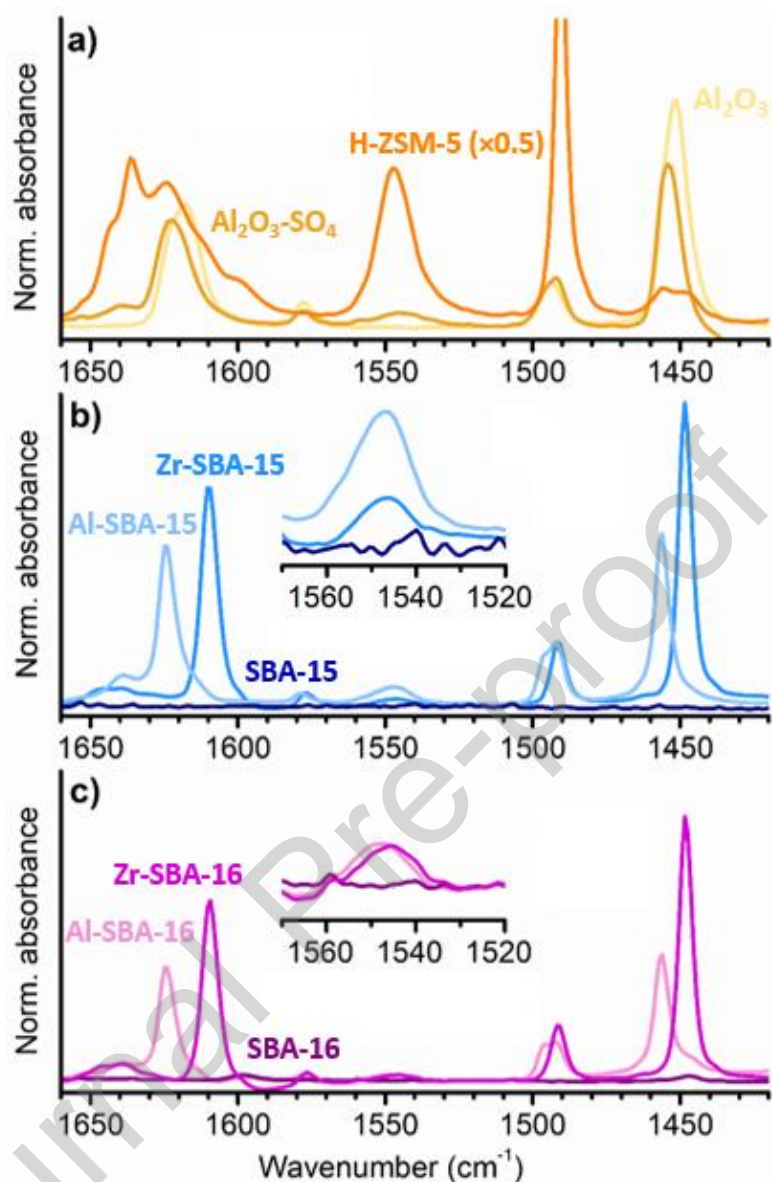 a)
Al₂O₃
H-ZSM-5 (×0.5)
Al₂O₃-SO₄
Norm. absorbance
1650 1600 1550 1500 1450
b)
Zr-SBA-15
Al-SBA-15
SBA-15
1560 1540 1520
Norm. absorbance
1650 1600 1550 1500 1450
c)
Zr-SBA-16
Al-SBA-16
SBA-16
1560 1540 1520
Norm. absorbance
1650 1600 1550 1500 1450
Wavenumber (cm⁻¹)
urnal Pre-proof